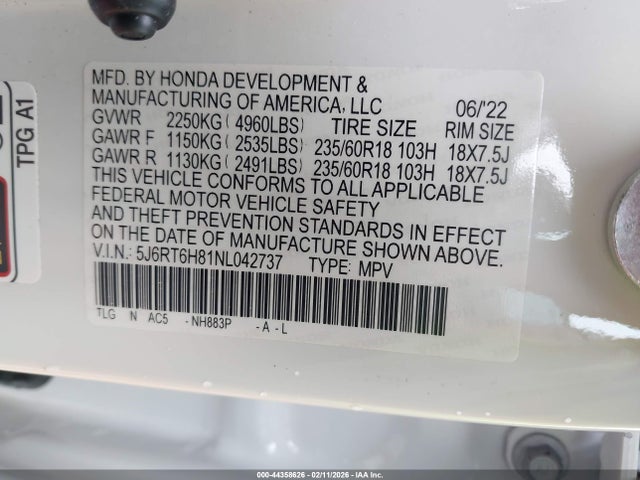 MFD. BY HONDA DEVELOPMENT &
MANUFACTURING OF AMERICA, LLC 06/'22
GVWR 2250KG ( 4960LBS) TIRE SIZE RIM SIZE
GAWR F 1150KG ( 2535LBS) 235/60R18 103H 18X7.5J
GAWR R 1130KG ( 2491LBS) 235/60R18 103H 18X7.5J
THIS VEHICLE CONFORMS TO ALL APPLICABLE
FEDERAL MOTOR VEHICLE SAFETY
AND THEFT PREVENTION STANDARDS IN EFFECT
ON THE DATE OF MANUFACTURE SHOWN ABOVE.
V.I.N.: 5J6RT6H81NL042737 TYPE: MPV
TLG N AC5 - NH883P - A - L
TPG A1
000-44358626 - 02/11/2026 - IAA Inc.